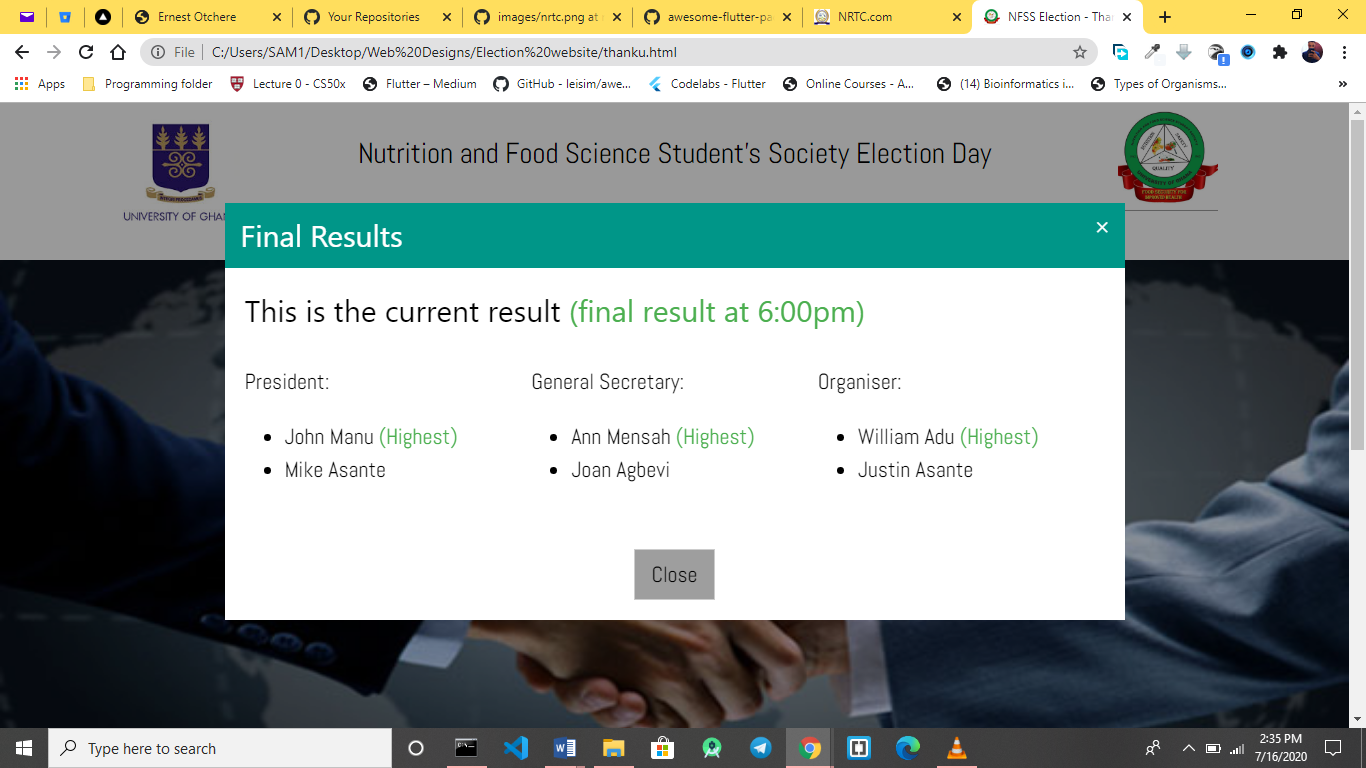 Ernest Otchere
Your Repositories
images/nrtc.png at
awesome-flutter-pa
NRTC.com
NFSS Election - Tha
File
C:/Users/SAM1/Desktop/Web%20Designs/Election%20website/thanku.html
Apps
Programming folder
Lecture 0 - CS50x
Flutter – Medium
GitHub - leisim/awe...
Codelabs - Flutter
Online Courses - A...
(14) Bioinformatics i...
Types of Organisms...
Nutrition and Food Science Student's Society Election Day
UNIVERSITY OF GHAN
QUALITY
Final Results
×
This is the current result (final result at 6:00pm)
President:
General Secretary:
Organiser:
John Manu (Highest)
Ann Mensah (Highest)
William Adu (Highest)
Mike Asante
Joan Agbevi
Justin Asante
Close
Type here to search
2:35 PM
7/16/2020